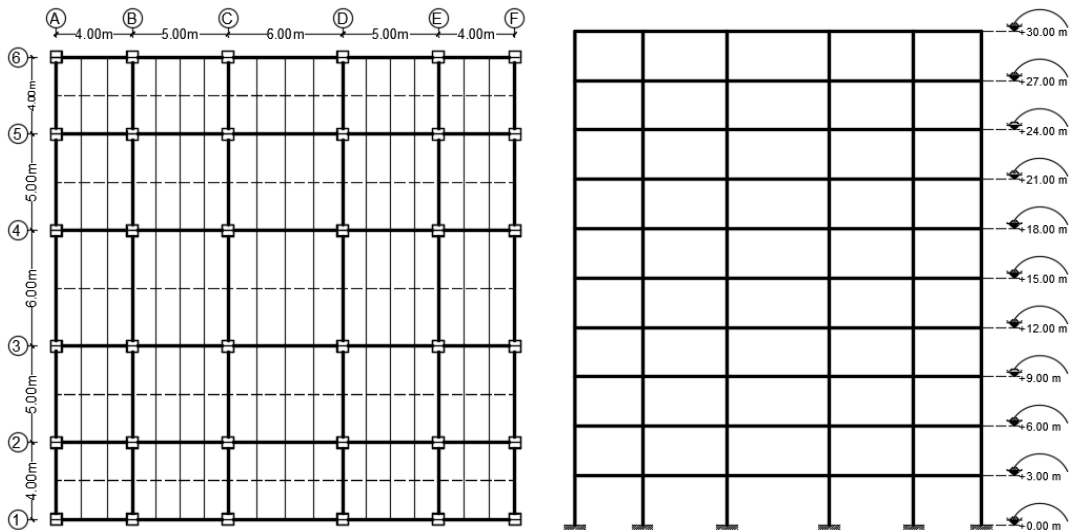 A B C D E F
4.00m 5.00m 6.00m 5.00m 4.00m
6
4.00m
5
5.00m
4
6.00m
3
5.00m
2
4.00m
1
+30.00 m
+27.00 m
+24.00 m
+21.00 m
+18.00 m
+15.00 m
+12.00 m
+9.00 m
+6.00 m
+3.00 m
+0.00 m